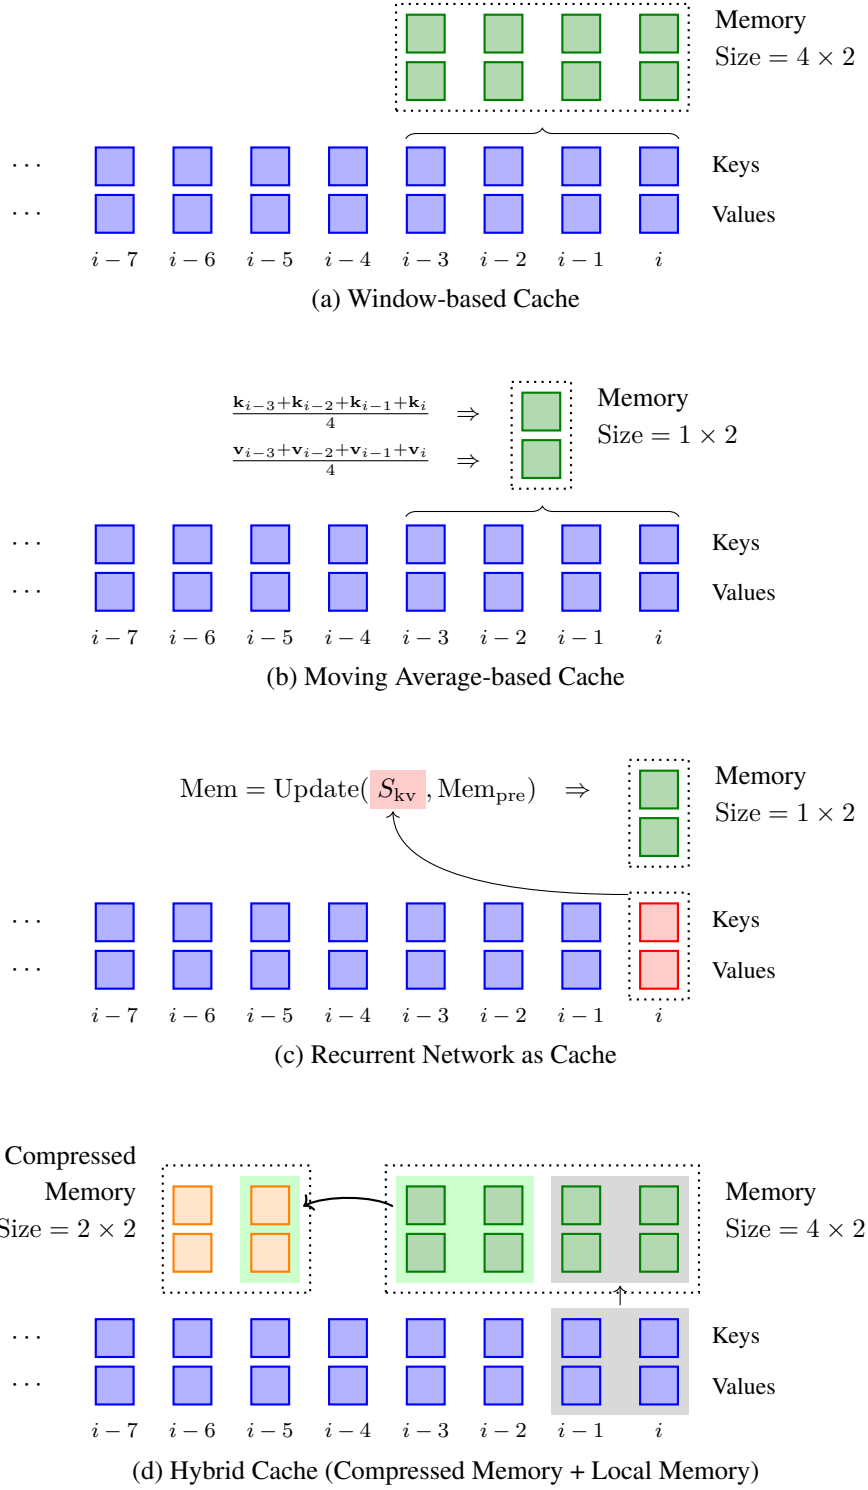 Memory
Size = 4 × 2
··· Keys
··· Values
i − 7 i − 6 i − 5 i − 4 i − 3 i − 2 i − 1 i
(a) Window-based Cache
(k_{i−3}+k_{i−2}+k_{i−1}+k_i)/4 ⇒ Memory
(v_{i−3}+v_{i−2}+v_{i−1}+v_i)/4 ⇒ Size = 1 × 2
··· Keys
··· Values
i − 7 i − 6 i − 5 i − 4 i − 3 i − 2 i − 1 i
(b) Moving Average-based Cache
Mem = Update( S_kv , Mem_pre) ⇒ Memory
Size = 1 × 2
··· Keys
··· Values
i − 7 i − 6 i − 5 i − 4 i − 3 i − 2 i − 1 i
(c) Recurrent Network as Cache
Compressed
Memory
Size = 2 × 2
Memory
Size = 4 × 2
··· Keys
··· Values
i − 7 i − 6 i − 5 i − 4 i − 3 i − 2 i − 1 i
(d) Hybrid Cache (Compressed Memory + Local Memory)